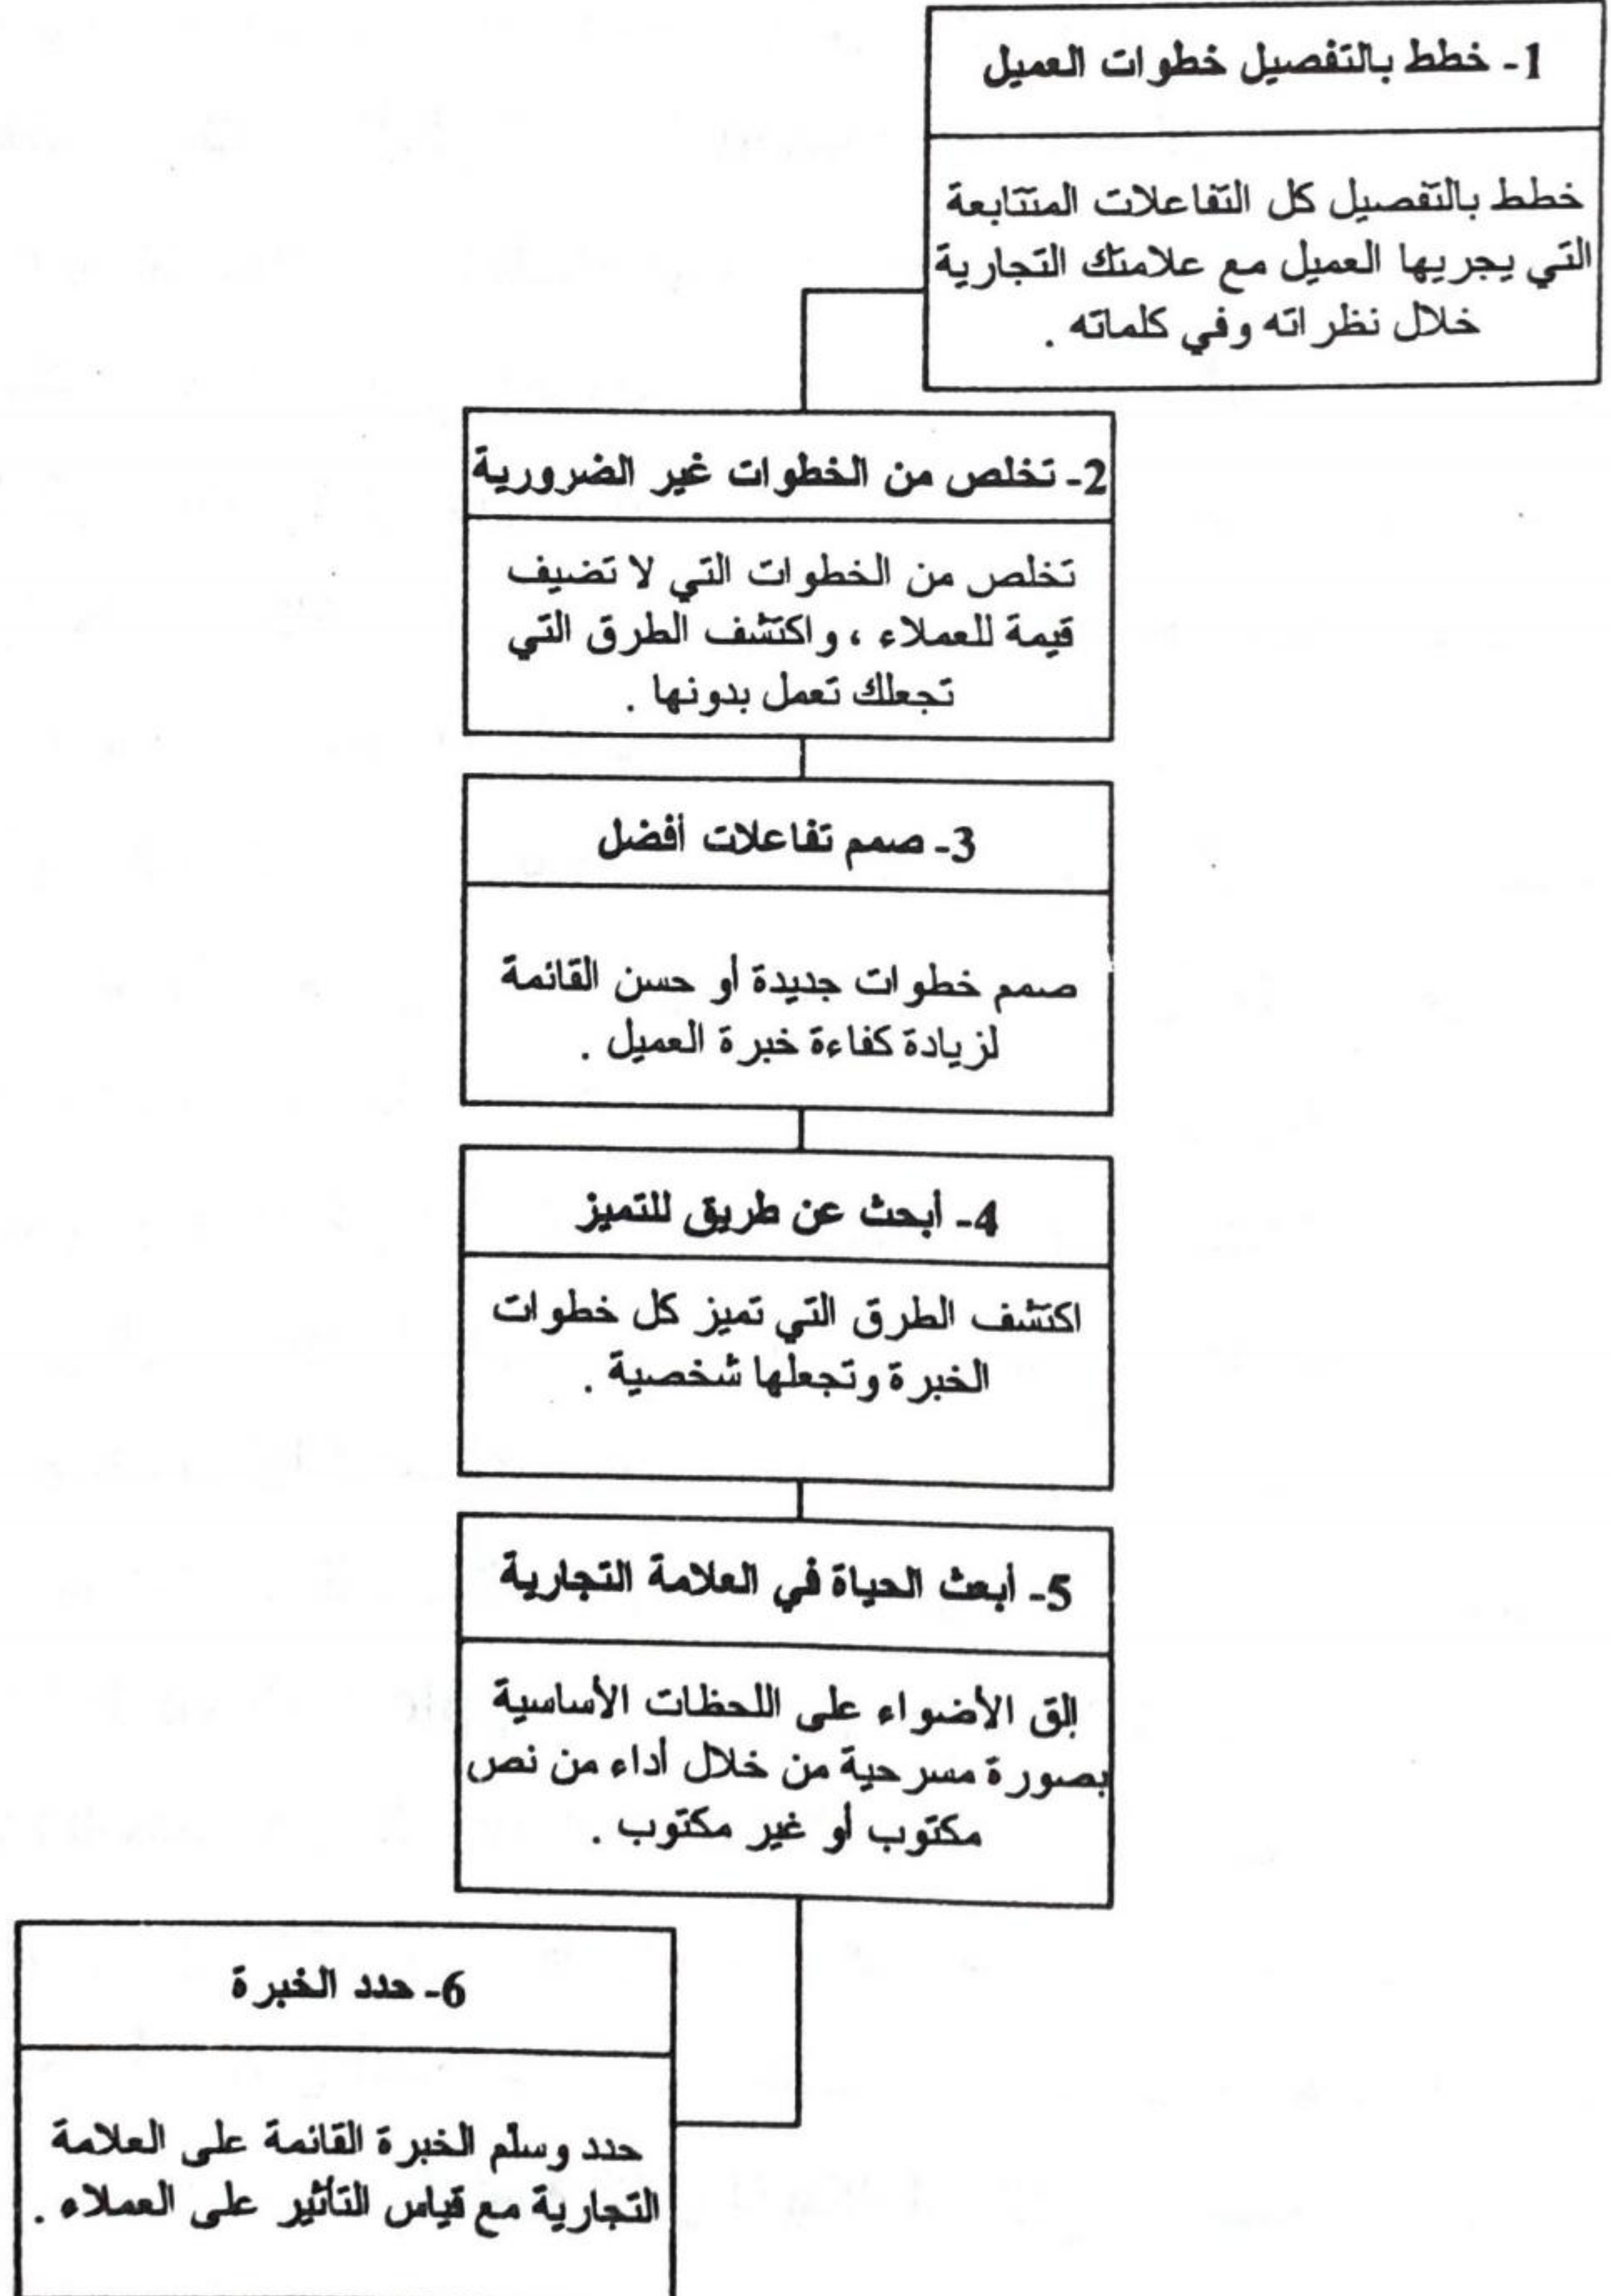 1- خطط بالتفصيل خطوات العميل
خطط بالتفصيل كل التفاعلات المتتابعة
التي يجريها العميل مع علامتك التجارية
خلال نظراته وفي كلماته .
2- تخلص من الخطوات غير الضرورية
تخلص من الخطوات التي لا تضيف
قيمة للعملاء ، واكتشف الطرق التي
تجعلك تعمل بدونها .
3- صمم تفاعلات أفضل
صمم خطوات جديدة أو حسن القائمة
لزيادة كفاءة خبرة العميل .
4- أبحث عن طريق للتميز
اكتشف الطرق التي تميز كل خطوات
الخبرة وتجعلها شخصية .
5- أبعث الحياة في العلامة التجارية
إلق الأضواء على اللحظات الأساسية
بصورة مسرحية من خلال أداء من نص
مكتوب أو غير مكتوب .
6- حدد الخبرة
حدد وسلم الخبرة القائمة على العلامة
التجارية مع قياس التأثير على العملاء .